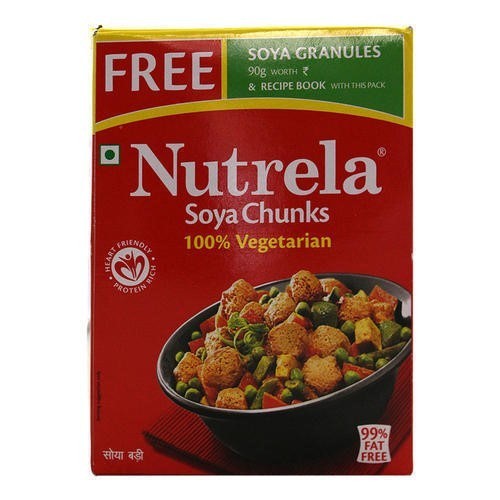 FREE
SOYA GRANULES
90g WORTH ₹
& RECIPE BOOK WITH THIS PACK
Nutrela®
Soya Chunks
100% Vegetarian
HEART FRIENDLY
PROTEIN RICH
99%
FAT
FREE
सोया बड़ी